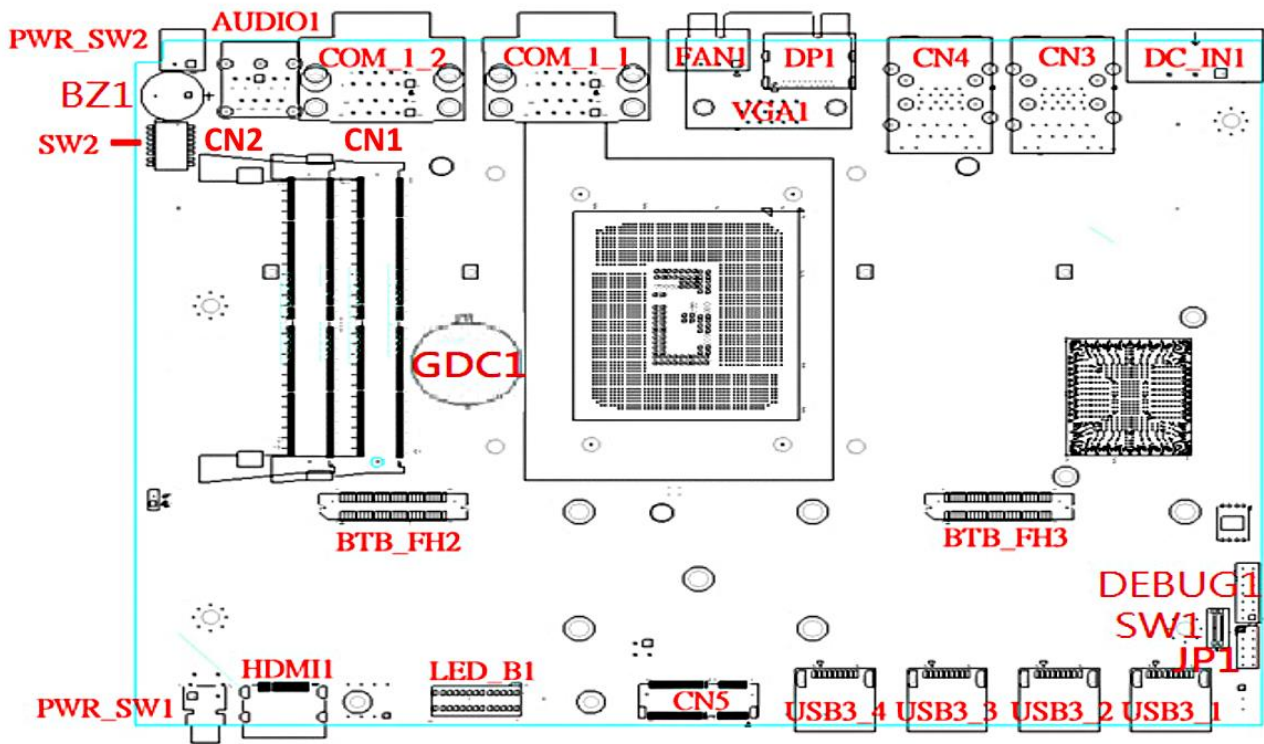 AUDIO1
PWR_SW2
COM_1_2
COM_1_1
FAN1
DP1
CN4
CN3
DC_IN1
BZ1
VGA1
SW2
CN2
CN1
GDC1
BTB_FH2
BTB_FH3
DEBUG1
SW1
JP1
HDMI1
LED_B1
CN5
PWR_SW1
USB3_4
USB3_3
USB3_2
USB3_1